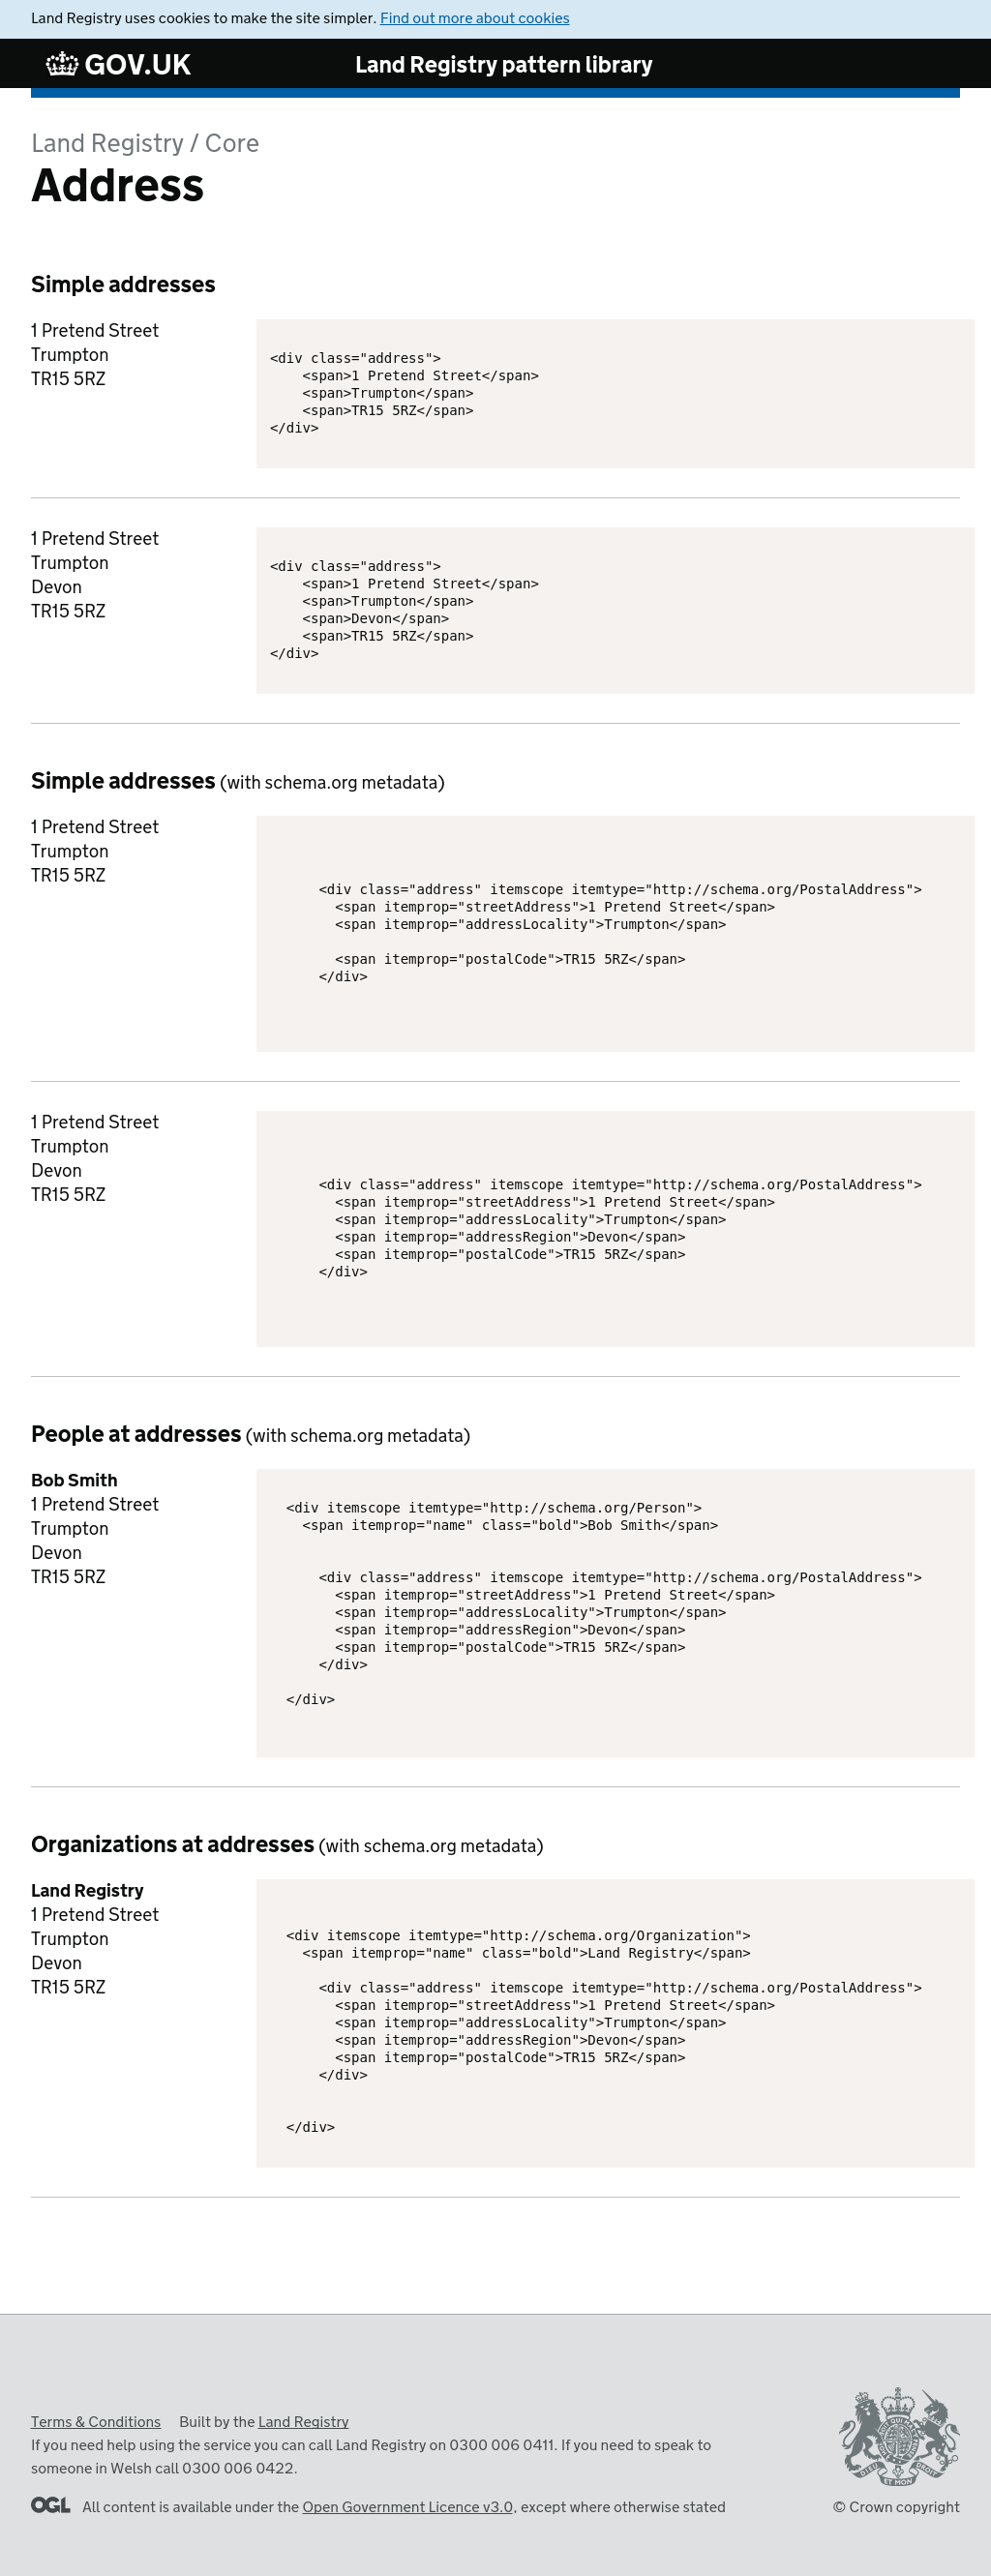 Land Registry uses cookies to make the site simpler. Find out more about cookies
GOV.UK
Land Registry pattern library
Land Registry / Core
Address
Simple addresses
1 Pretend Street
Trumpton
TR15 5RZ
<div class="address">
    <span>1 Pretend Street</span>
    <span>Trumpton</span>
    <span>TR15 5RZ</span>
</div>
1 Pretend Street
Trumpton
Devon
TR15 5RZ
<div class="address">
    <span>1 Pretend Street</span>
    <span>Trumpton</span>
    <span>Devon</span>
    <span>TR15 5RZ</span>
</div>
Simple addresses (with schema.org metadata)
1 Pretend Street
Trumpton
TR15 5RZ
<div class="address" itemscope itemtype="http://schema.org/PostalAddress">
  <span itemprop="streetAddress">1 Pretend Street</span>
  <span itemprop="addressLocality">Trumpton</span>
  <span itemprop="postalCode">TR15 5RZ</span>
</div>
1 Pretend Street
Trumpton
Devon
TR15 5RZ
<div class="address" itemscope itemtype="http://schema.org/PostalAddress">
  <span itemprop="streetAddress">1 Pretend Street</span>
  <span itemprop="addressLocality">Trumpton</span>
  <span itemprop="addressRegion">Devon</span>
  <span itemprop="postalCode">TR15 5RZ</span>
</div>
People at addresses (with schema.org metadata)
Bob Smith
1 Pretend Street
Trumpton
Devon
TR15 5RZ
<div itemscope itemtype="http://schema.org/Person">
  <span itemprop="name" class="bold">Bob Smith</span>
    <div class="address" itemscope itemtype="http://schema.org/PostalAddress">
      <span itemprop="streetAddress">1 Pretend Street</span>
      <span itemprop="addressLocality">Trumpton</span>
      <span itemprop="addressRegion">Devon</span>
      <span itemprop="postalCode">TR15 5RZ</span>
    </div>
</div>
Organizations at addresses (with schema.org metadata)
Land Registry
1 Pretend Street
Trumpton
Devon
TR15 5RZ
<div itemscope itemtype="http://schema.org/Organization">
  <span itemprop="name" class="bold">Land Registry</span>
    <div class="address" itemscope itemtype="http://schema.org/PostalAddress">
      <span itemprop="streetAddress">1 Pretend Street</span>
      <span itemprop="addressLocality">Trumpton</span>
      <span itemprop="addressRegion">Devon</span>
      <span itemprop="postalCode">TR15 5RZ</span>
    </div>
</div>
Terms & Conditions Built by the Land Registry
If you need help using the service you can call Land Registry on 0300 006 0411. If you need to speak to
someone in Welsh call 0300 006 0422.
OGL All content is available under the Open Government Licence v3.0, except where otherwise stated
DIEU ET MON DROIT
© Crown copyright